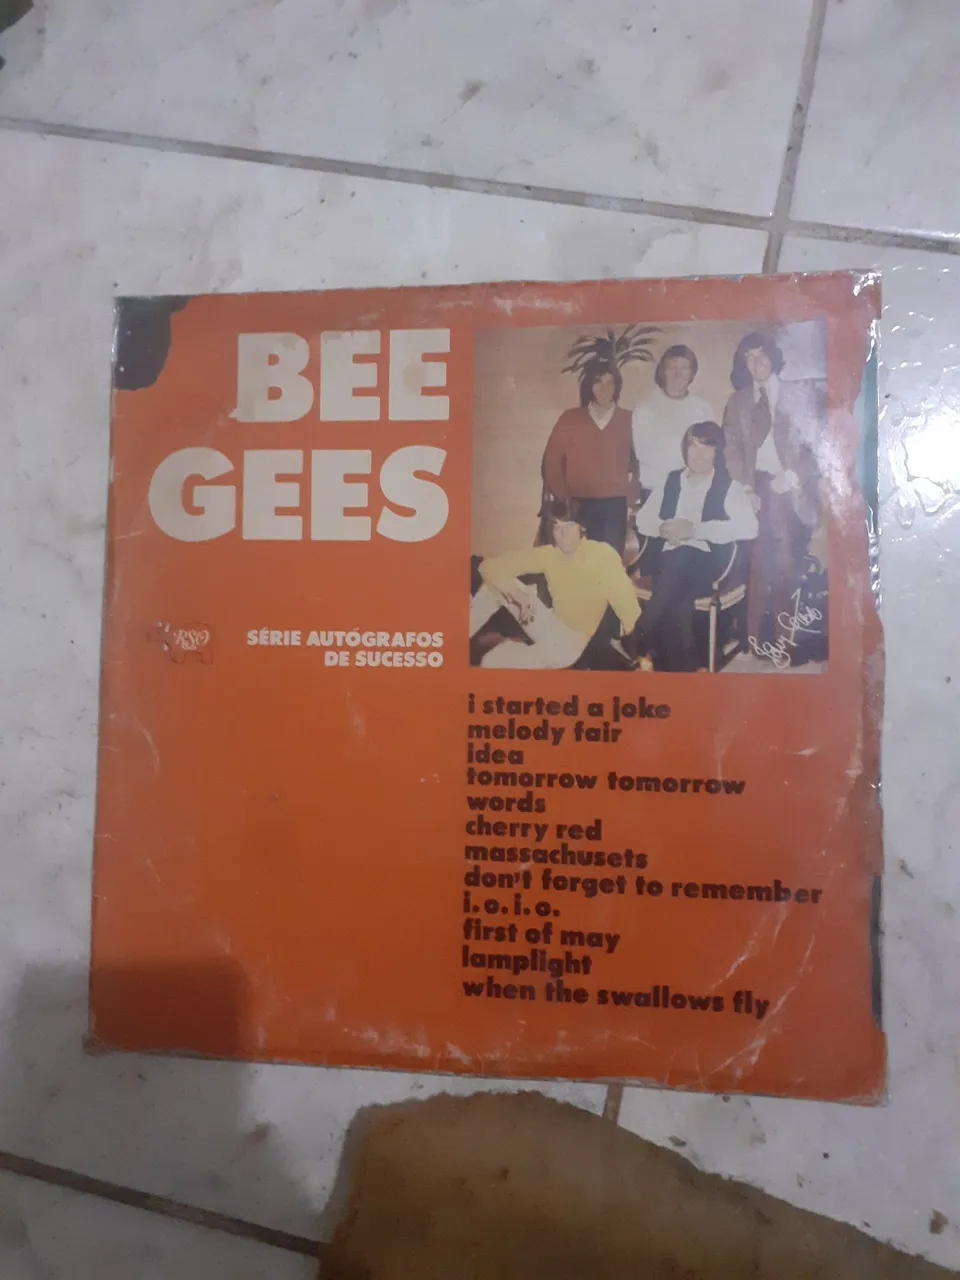 BEE
GEES
RSO
SÉRIE AUTÓGRAFOS
DE SUCESSO
i started a joke
melody fair
idea
tomorrow tomorrow
words
cherry red
massachusets
don't forget to remember
i.o.i.o.
first of may
lamplight
when the swallows fly